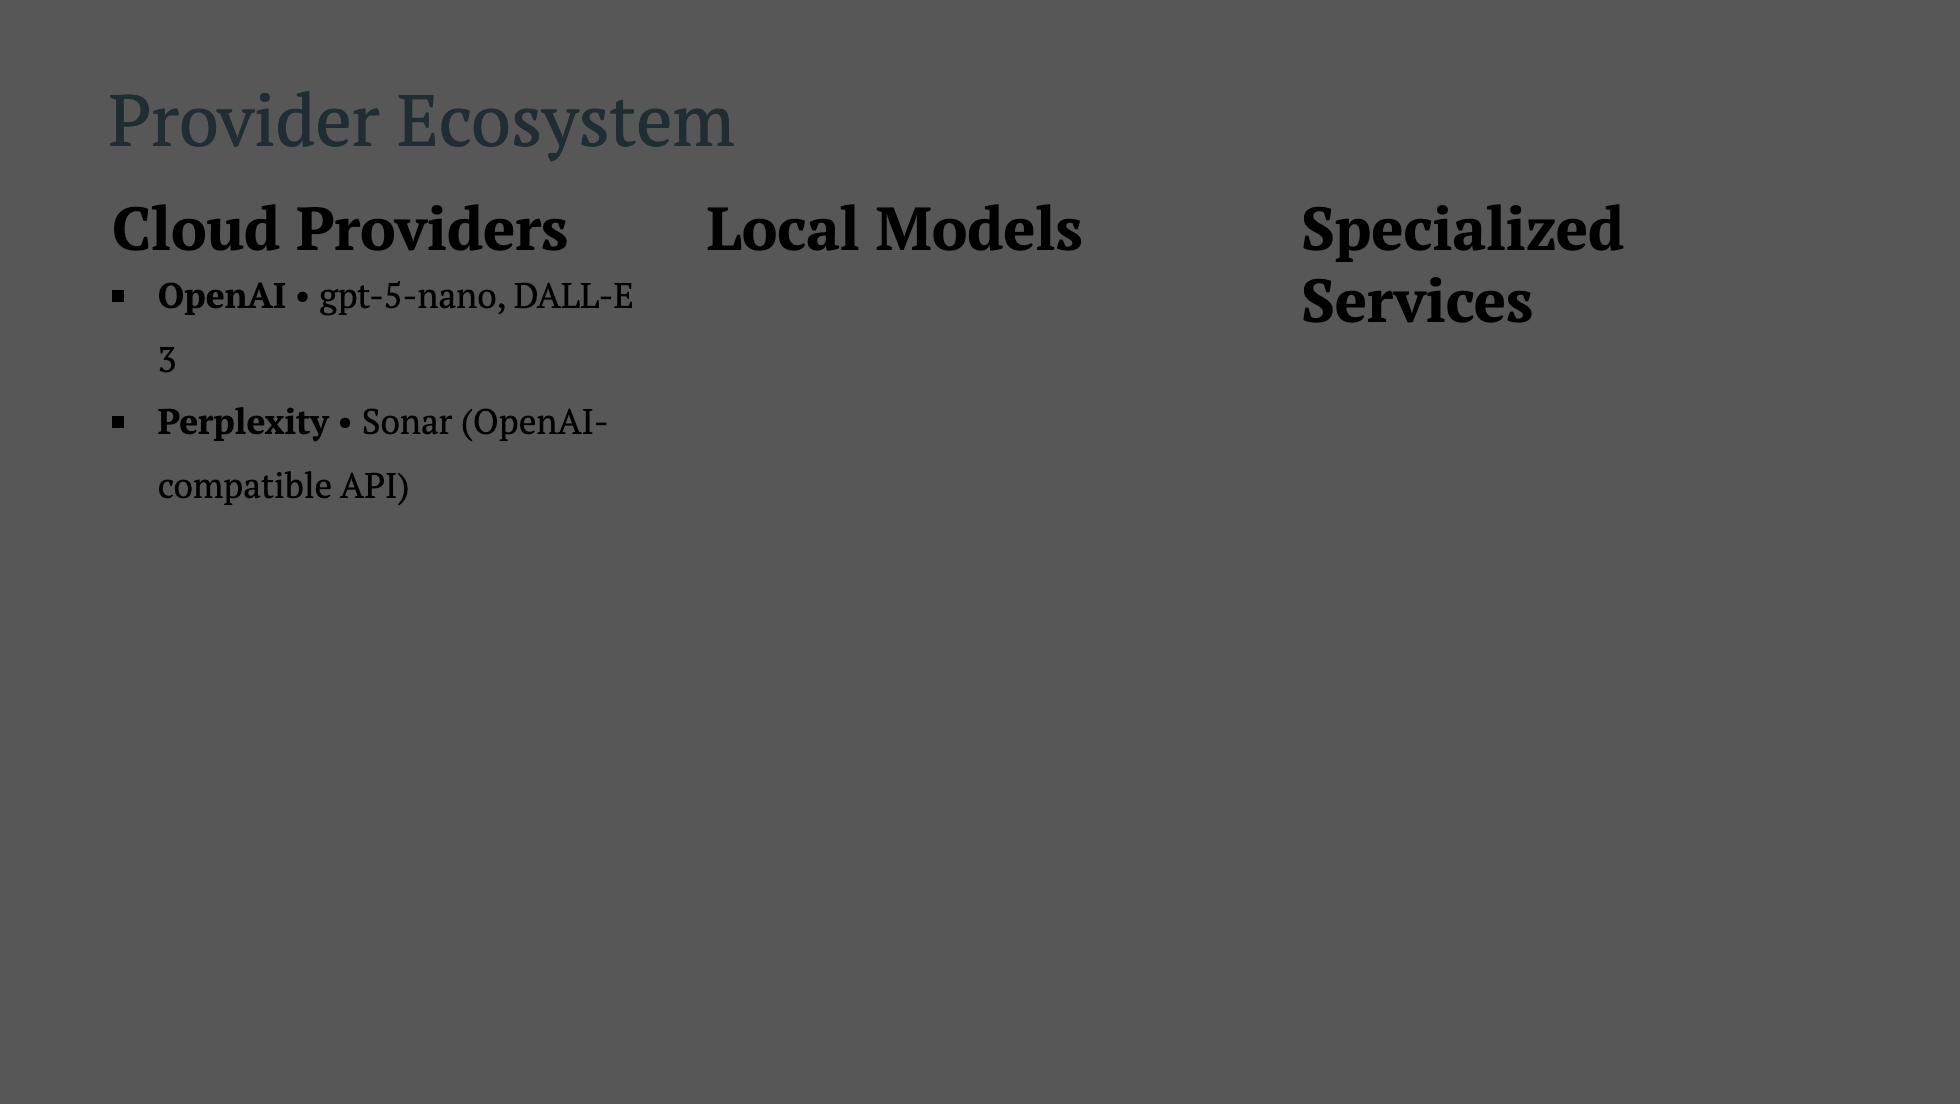 Provider Ecosystem
Cloud Providers
▪ OpenAI • gpt-5-nano, DALL-E
3
▪ Perplexity • Sonar (OpenAI-
compatible API)
Local Models
Specialized
Services